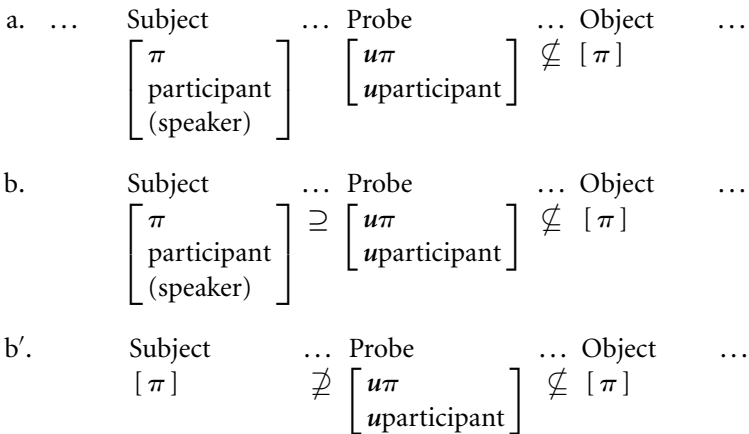 a. … Subject … Probe … Object …
[π [uπ ⊈ [π]
participant uparticipant]
(speaker)]
b. Subject … Probe … Object …
[π ⊇ [uπ ⊈ [π]
participant uparticipant]
(speaker)]
b′. Subject … Probe … Object …
[π] ⊉ [uπ ⊈ [π]
uparticipant]